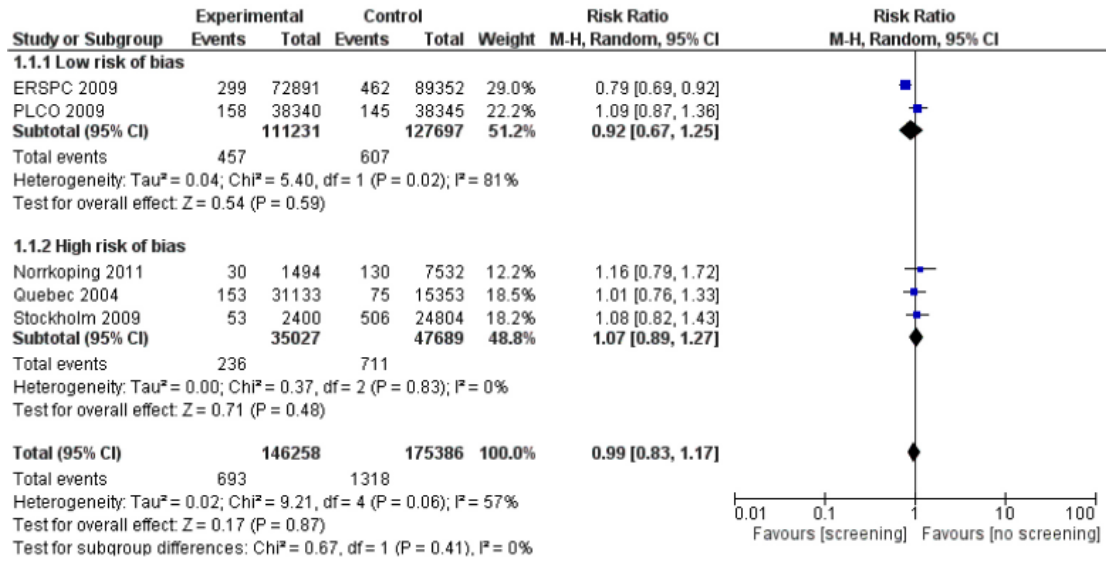 Experimental Control Risk Ratio Risk Ratio
Study or Subgroup Events Total Events Total Weight M-H, Random, 95% CI M-H, Random, 95% CI
1.1.1 Low risk of bias
ERSPC 2009 299 72891 462 89352 29.0% 0.79 [0.69, 0.92]
PLCO 2009 158 38340 145 38345 22.2% 1.09 [0.87, 1.36]
Subtotal (95% CI) 111231 127697 51.2% 0.92 [0.67, 1.25]
Total events 457 607
Heterogeneity: Tau² = 0.04; Chi² = 5.40, df = 1 (P = 0.02); I² = 81%
Test for overall effect: Z = 0.54 (P = 0.59)
1.1.2 High risk of bias
Norrkoping 2011 30 1494 130 7532 12.2% 1.16 [0.79, 1.72]
Quebec 2004 153 31133 75 15353 18.5% 1.01 [0.76, 1.33]
Stockholm 2009 53 2400 506 24804 18.2% 1.08 [0.82, 1.43]
Subtotal (95% CI) 35027 47689 48.8% 1.07 [0.89, 1.27]
Total events 236 711
Heterogeneity: Tau² = 0.00; Chi² = 0.37, df = 2 (P = 0.83); I² = 0%
Test for overall effect: Z = 0.71 (P = 0.48)
Total (95% CI) 146258 175386 100.0% 0.99 [0.83, 1.17]
Total events 693 1318
Heterogeneity: Tau² = 0.02; Chi² = 9.21, df = 4 (P = 0.06); I² = 57%
Test for overall effect: Z = 0.17 (P = 0.87)
Test for subgroup differences: Chi² = 0.67, df = 1 (P = 0.41), I² = 0%
0.01 0.1 1 10 100
Favours [screening] Favours [no screening]